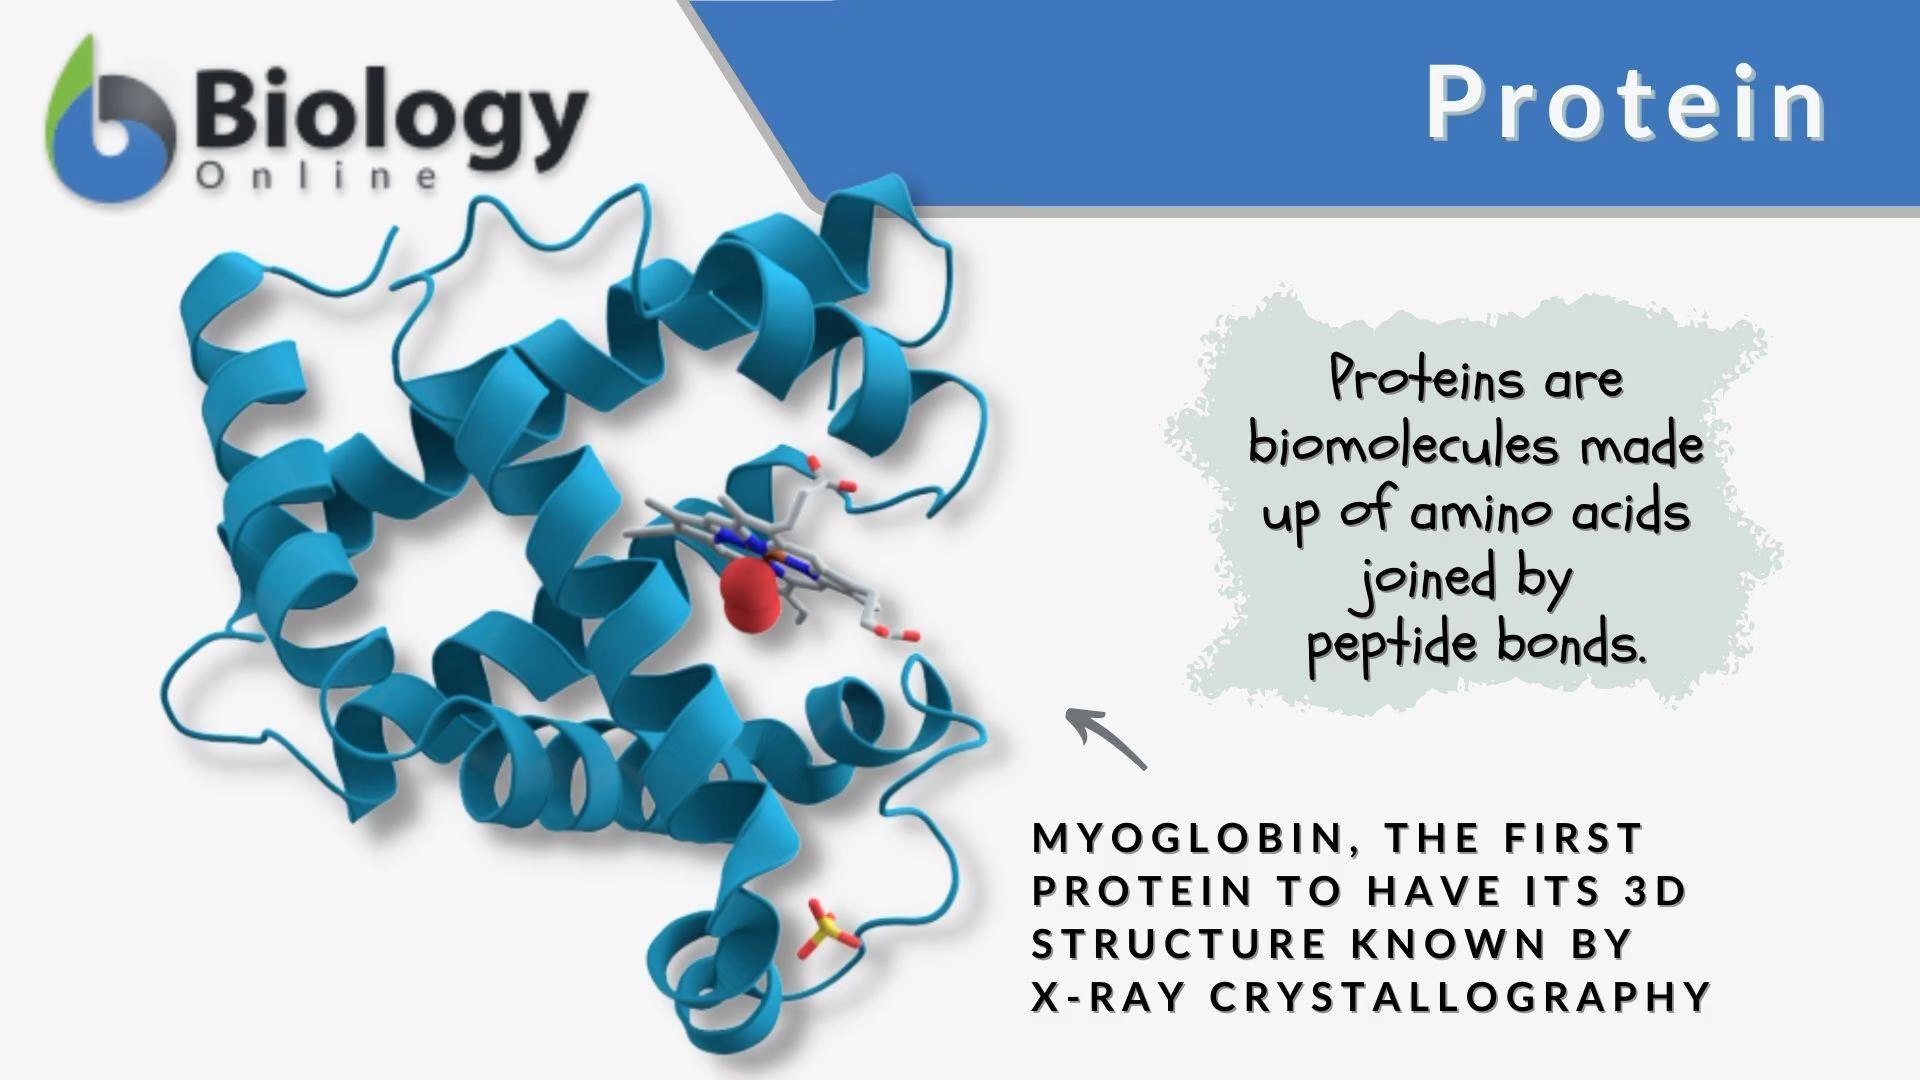 Biology
Online
Protein
Proteins are
biomolecules made
up of amino acids
joined by
peptide bonds.
MYOGLOBIN, THE FIRST
PROTEIN TO HAVE ITS 3D
STRUCTURE KNOWN BY
X-RAY CRYSTALLOGRAPHY